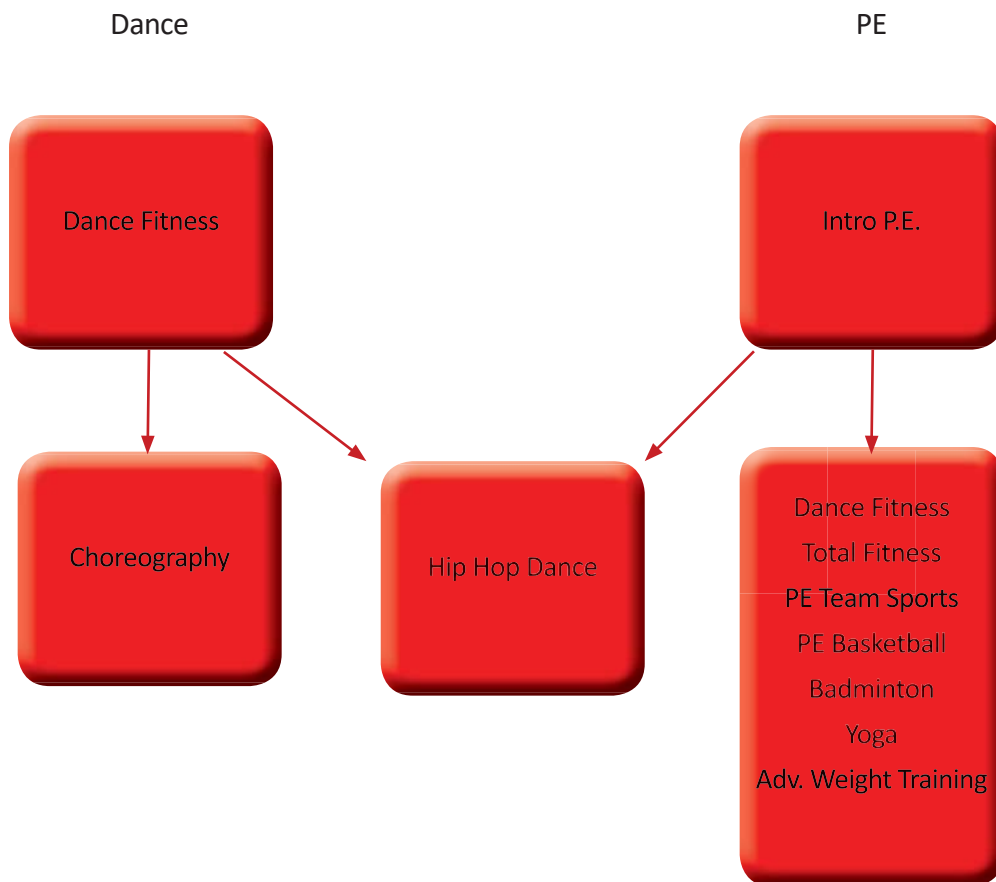 Dance
PE
Dance Fitness
Intro P.E.
Choreography
Hip Hop Dance
Dance Fitness
Total Fitness
PE Team Sports
PE Basketball
Badminton
Yoga
Adv. Weight Training